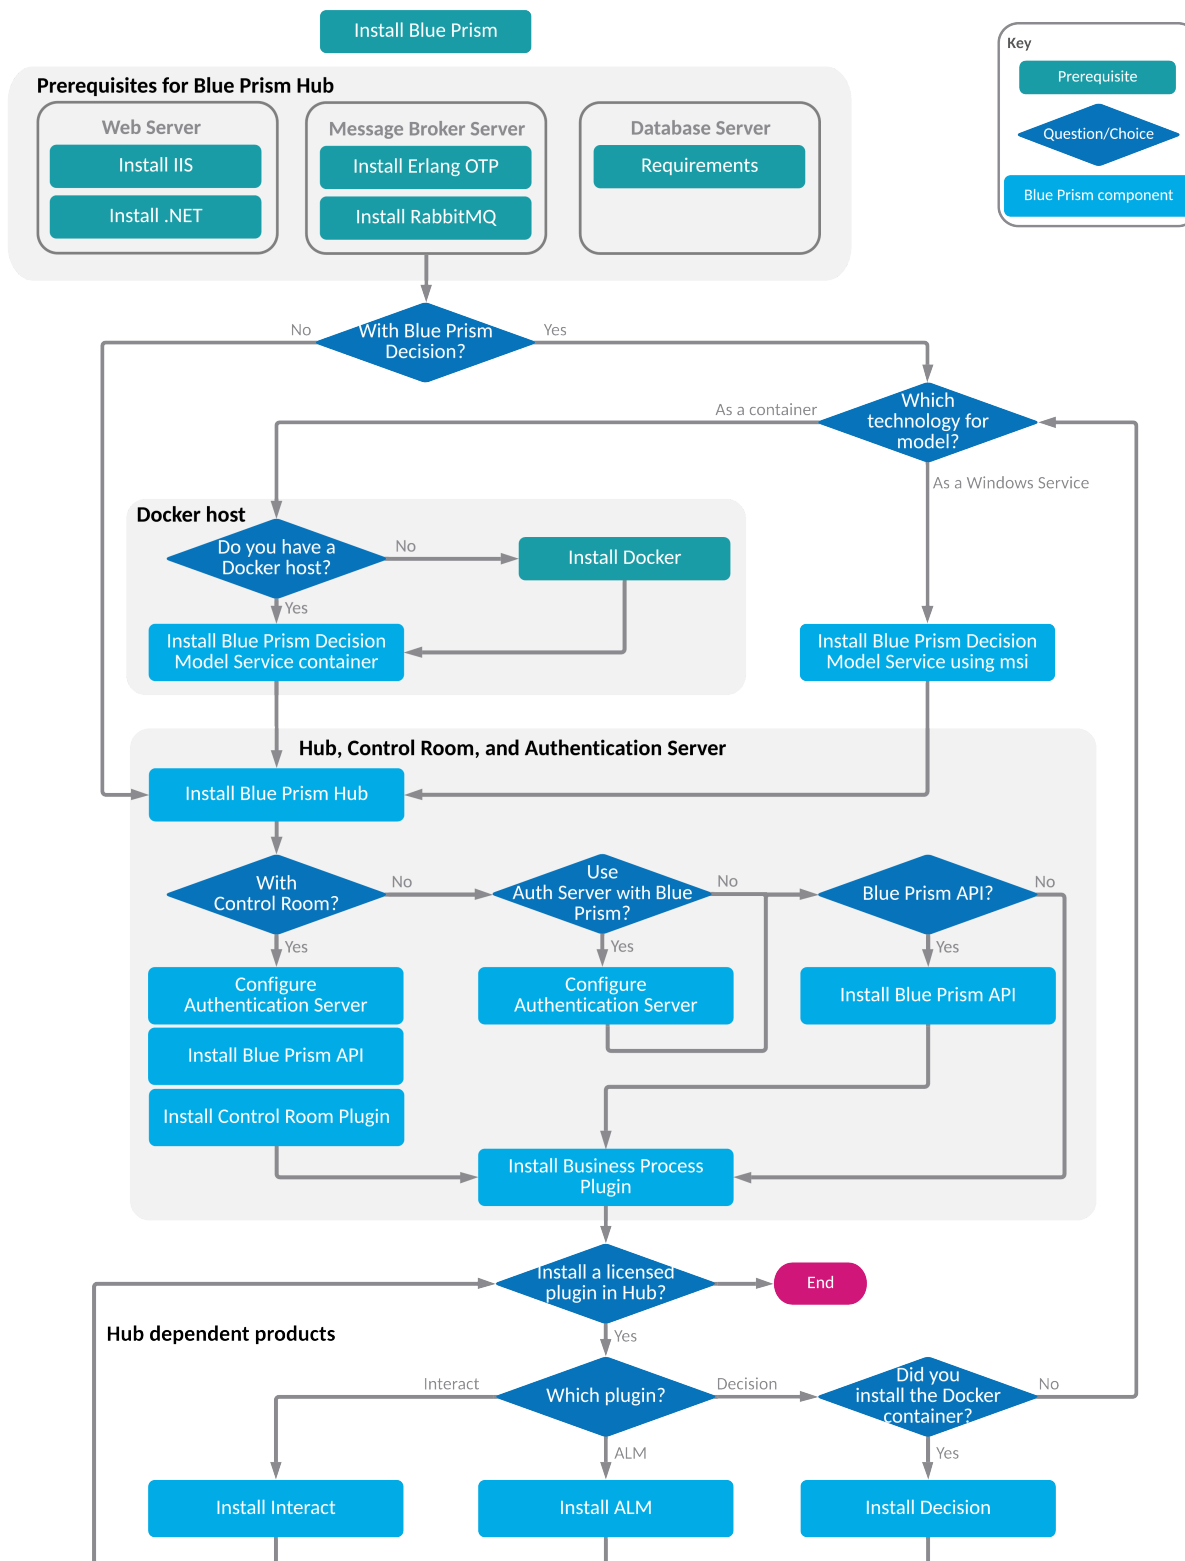 Install Blue Prism
Key
Prerequisite
Question/Choice
Blue Prism component
Prerequisites for Blue Prism Hub
Web Server
Install IIS
Install .NET
Message Broker Server
Install Erlang OTP
Install RabbitMQ
Database Server
Requirements
No
With Blue Prism
Decision?
Yes
As a container
Which
technology for
model?
As a Windows Service
Docker host
Do you have a
Docker host?
No
Install Docker
Yes
Install Blue Prism Decision
Model Service container
Install Blue Prism Decision
Model Service using msi
Hub, Control Room, and Authentication Server
Install Blue Prism Hub
With
Control Room?
No
Use
Auth Server with Blue
Prism?
No
Blue Prism API?
No
Yes
Yes
Yes
Configure
Authentication Server
Configure
Authentication Server
Install Blue Prism API
Install Blue Prism API
Install Control Room Plugin
Install Business Process
Plugin
Install a licensed
plugin in Hub?
End
Hub dependent products
Yes
Interact
Which plugin?
Decision
Did you
install the Docker
container?
No
ALM
Yes
Install Interact
Install ALM
Install Decision